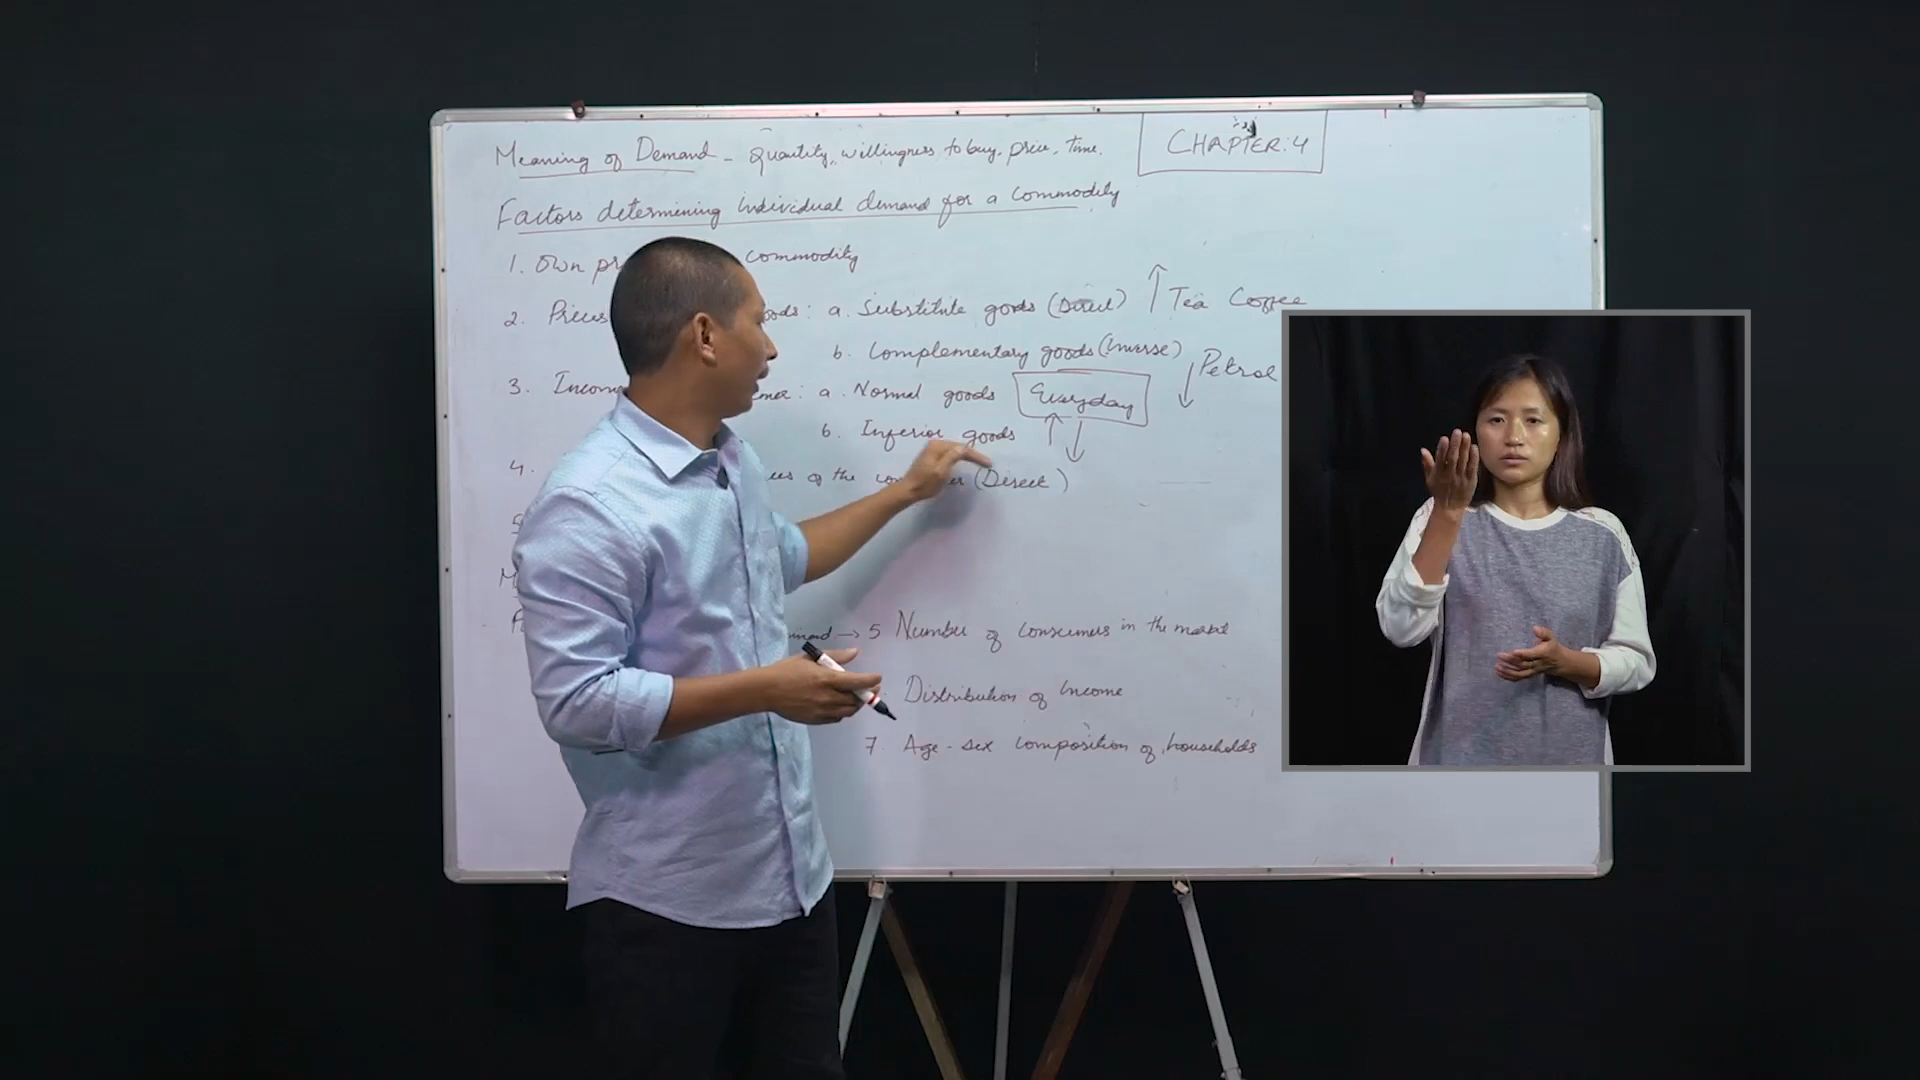 CHAPTER: 4
Meaning of Demand - Quantity, willingness to buy, price, time.
Factors determining individual demand for a commodity
1. Own commodity
2. Prices : a. Substitute goods (Direct) ↑ Tea Coffee
b. Complementary goods (Inverse) ↓ Petrol
3. a. Normal goods Everyday
b. Inferior goods ↑ ↓
4. of the (Direct)
→ 5 Number of consumers in the market
Distribution of Income
7. Age-sex composition of households